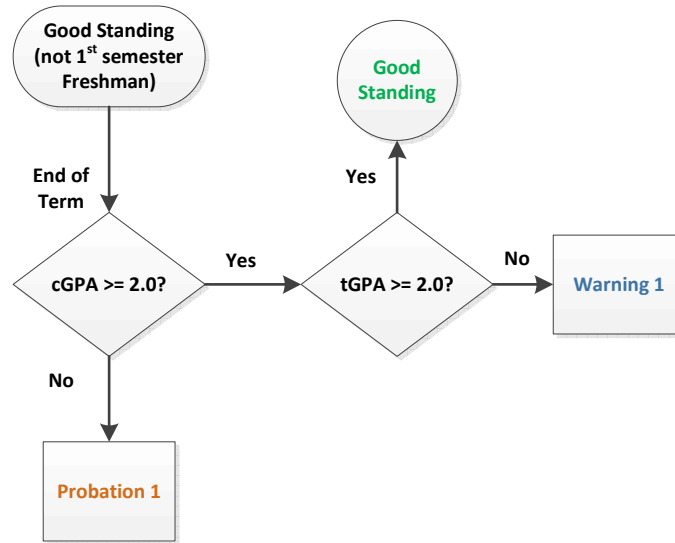 Good Standing
(not 1st semester
Freshman)
Good
Standing
End of
Term
Yes
cGPA >= 2.0?
Yes
tGPA >= 2.0?
No
Warning 1
No
Probation 1